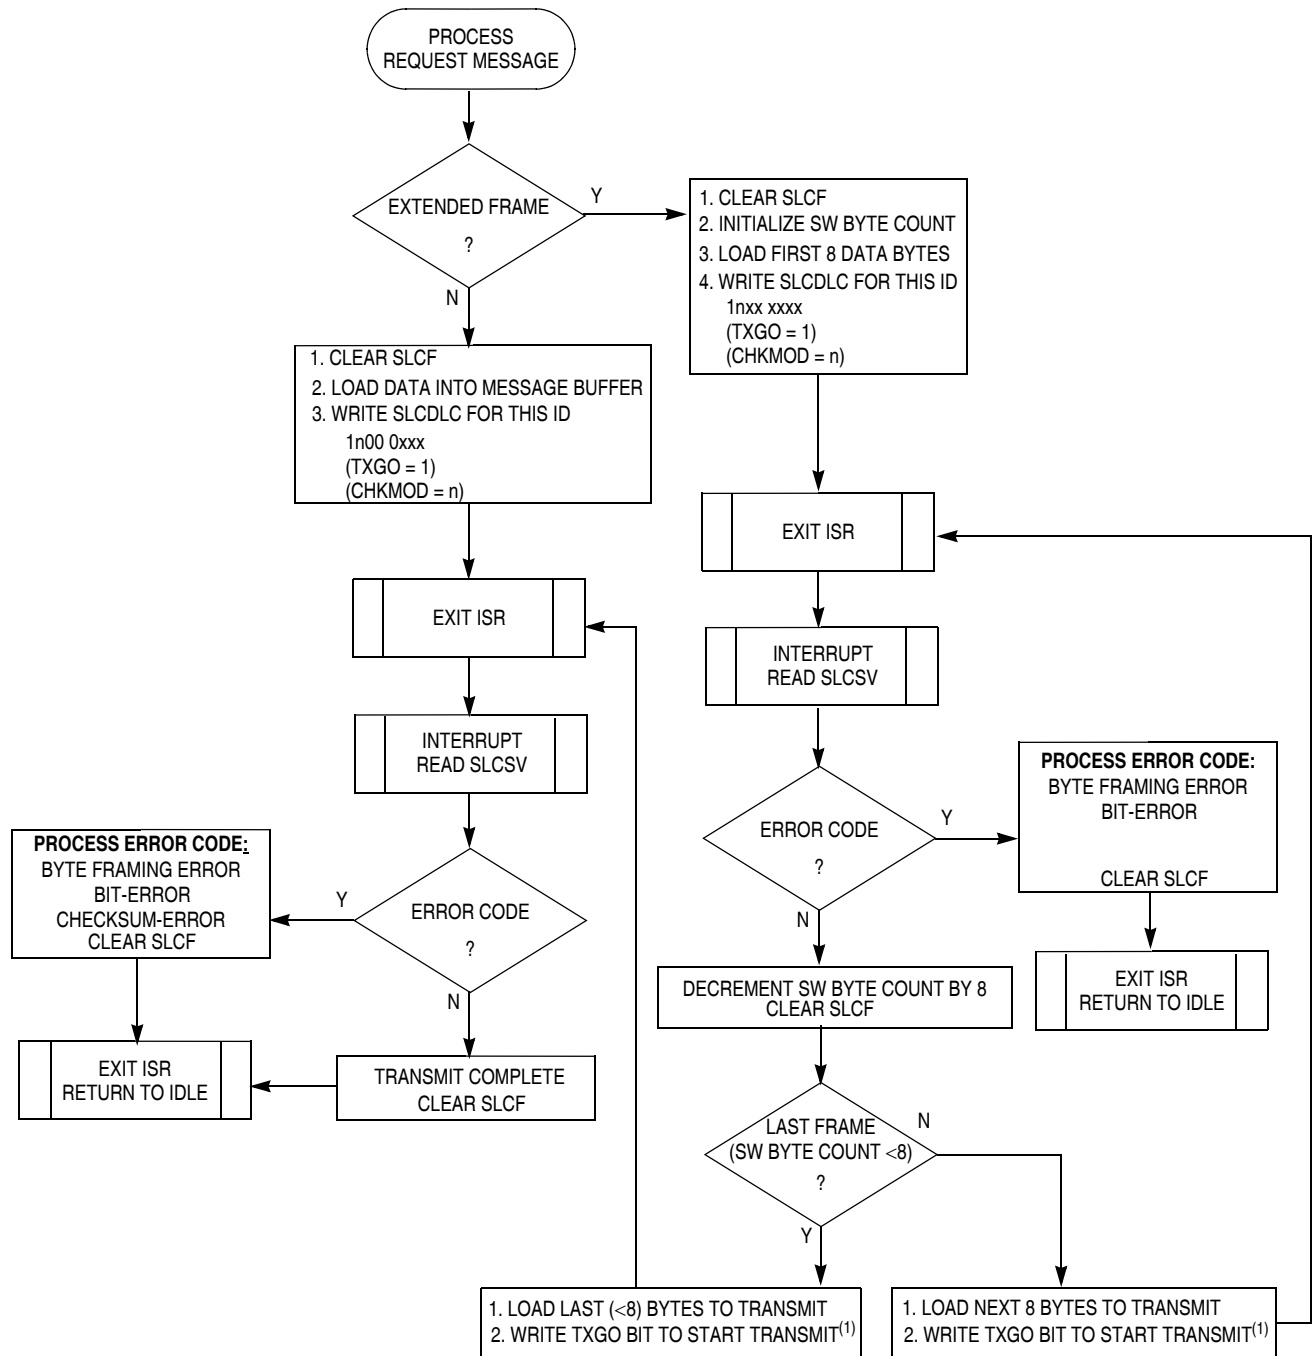 PROCESS
REQUEST MESSAGE
EXTENDED FRAME
?
Y
N
1. CLEAR SLCF
2. INITIALIZE SW BYTE COUNT
3. LOAD FIRST 8 DATA BYTES
4. WRITE SLCDLC FOR THIS ID
1nxx xxxx
(TXGO = 1)
(CHKMOD = n)
1. CLEAR SLCF
2. LOAD DATA INTO MESSAGE BUFFER
3. WRITE SLCDLC FOR THIS ID
1n00 0xxx
(TXGO = 1)
(CHKMOD = n)
EXIT ISR
INTERRUPT
READ SLCSV
ERROR CODE
?
Y
N
PROCESS ERROR CODE:
BYTE FRAMING ERROR
BIT-ERROR
CHECKSUM-ERROR
CLEAR SLCF
EXIT ISR
RETURN TO IDLE
TRANSMIT COMPLETE
CLEAR SLCF
EXIT ISR
INTERRUPT
READ SLCSV
ERROR CODE
?
Y
N
PROCESS ERROR CODE:
BYTE FRAMING ERROR
BIT-ERROR
CLEAR SLCF
EXIT ISR
RETURN TO IDLE
DECREMENT SW BYTE COUNT BY 8
CLEAR SLCF
LAST FRAME
(SW BYTE COUNT <8)
?
N
Y
1. LOAD LAST (<8) BYTES TO TRANSMIT
2. WRITE TXGO BIT TO START TRANSMIT(1)
1. LOAD NEXT 8 BYTES TO TRANSMIT
2. WRITE TXGO BIT TO START TRANSMIT(1)